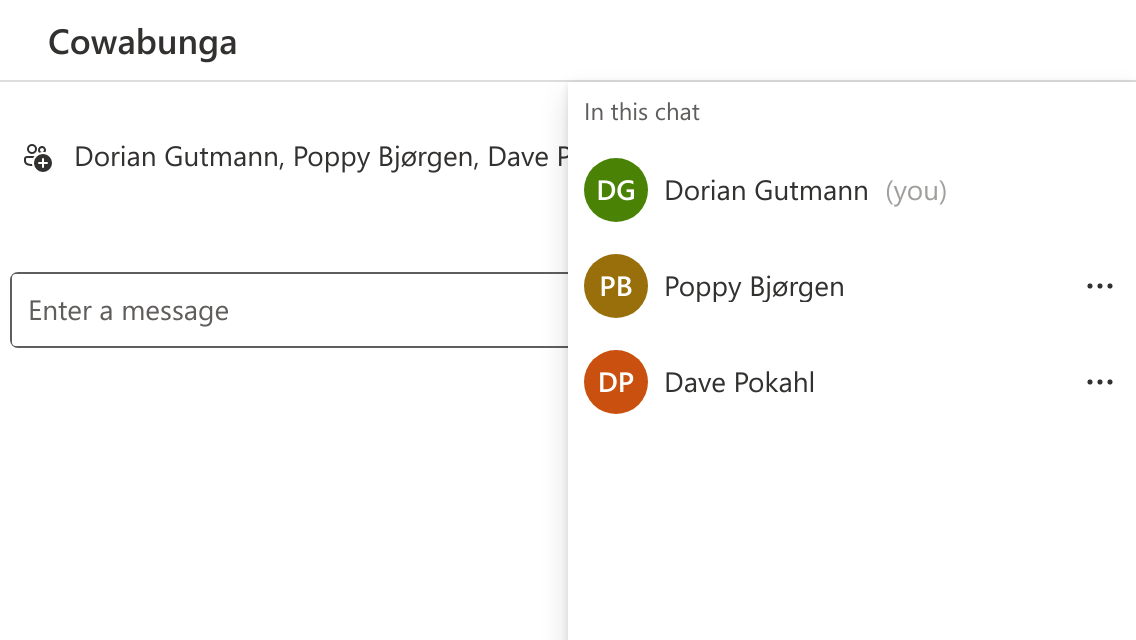 Cowabunga
Dorian Gutmann, Poppy Bjørgen, Dave P
Enter a message
In this chat
DG Dorian Gutmann (you)
PB Poppy Bjørgen
DP Dave Pokahl